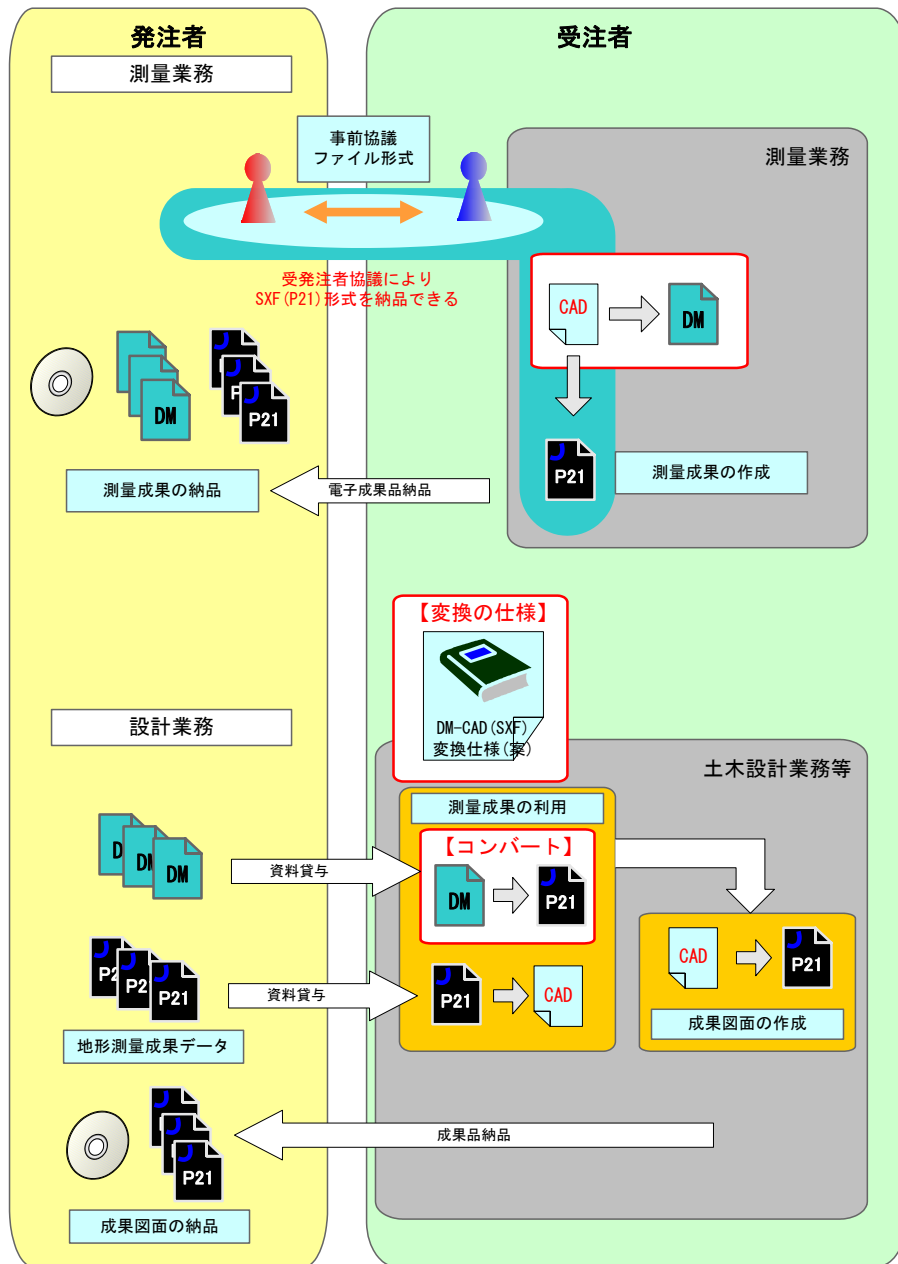 発注者
受注者
測量業務
事前協議
ファイル形式
測量業務
受発注者協議により
SXF(P21)形式を納品できる
CAD
DM
DM
P
P21
P21
測量成果の作成
測量成果の納品
電子成果品納品
【変換の仕様】
DM-CAD(SXF)
変換仕様(案)
設計業務
土木設計業務等
測量成果の利用
【コンバート】
D
DM
DM
資料貸与
DM
P21
CAD
P21
成果図面の作成
P2
P21
P21
資料貸与
P21
CAD
地形測量成果データ
成果品納品
P21
成果図面の納品